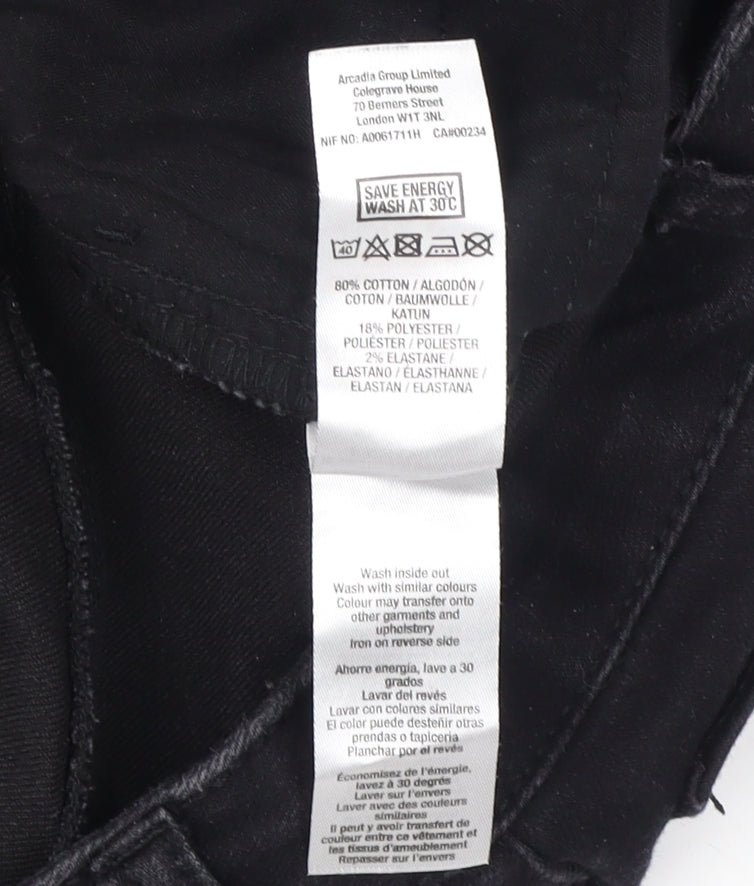 Arcadia Group Limited
Colegrave House
70 Berners Street
London W1T 3NL
NIF NO: A0061711H CA#00234
SAVE ENERGY
WASH AT 30°C
40
80% COTTON / ALGODÓN /
COTON / BAUMWOLLE /
KATUN
18% POLYESTER /
POLIÉSTER / POLIESTER
2% ELASTANE /
ELASTANO / ÉLASTHANNE /
ELASTAN / ELASTANA
Wash inside out
Wash with similar colours
Colour may transfer onto
other garments and
upholstery
Iron on reverse side
Ahorre energía, lave a 30
grados
Lavar del revés
Lavar con colores similares
El color puede desteñir otras
prendas o tapiceria
Planchar por el revés
Économisez de l'énergie,
lavez à 30 degrés
Laver sur l'envers
Laver avec des couleurs
similaires
Il peut y avoir transfert de
couleur entre ce vêtement et
les tissus d'ameublement
Repasser sur l'envers